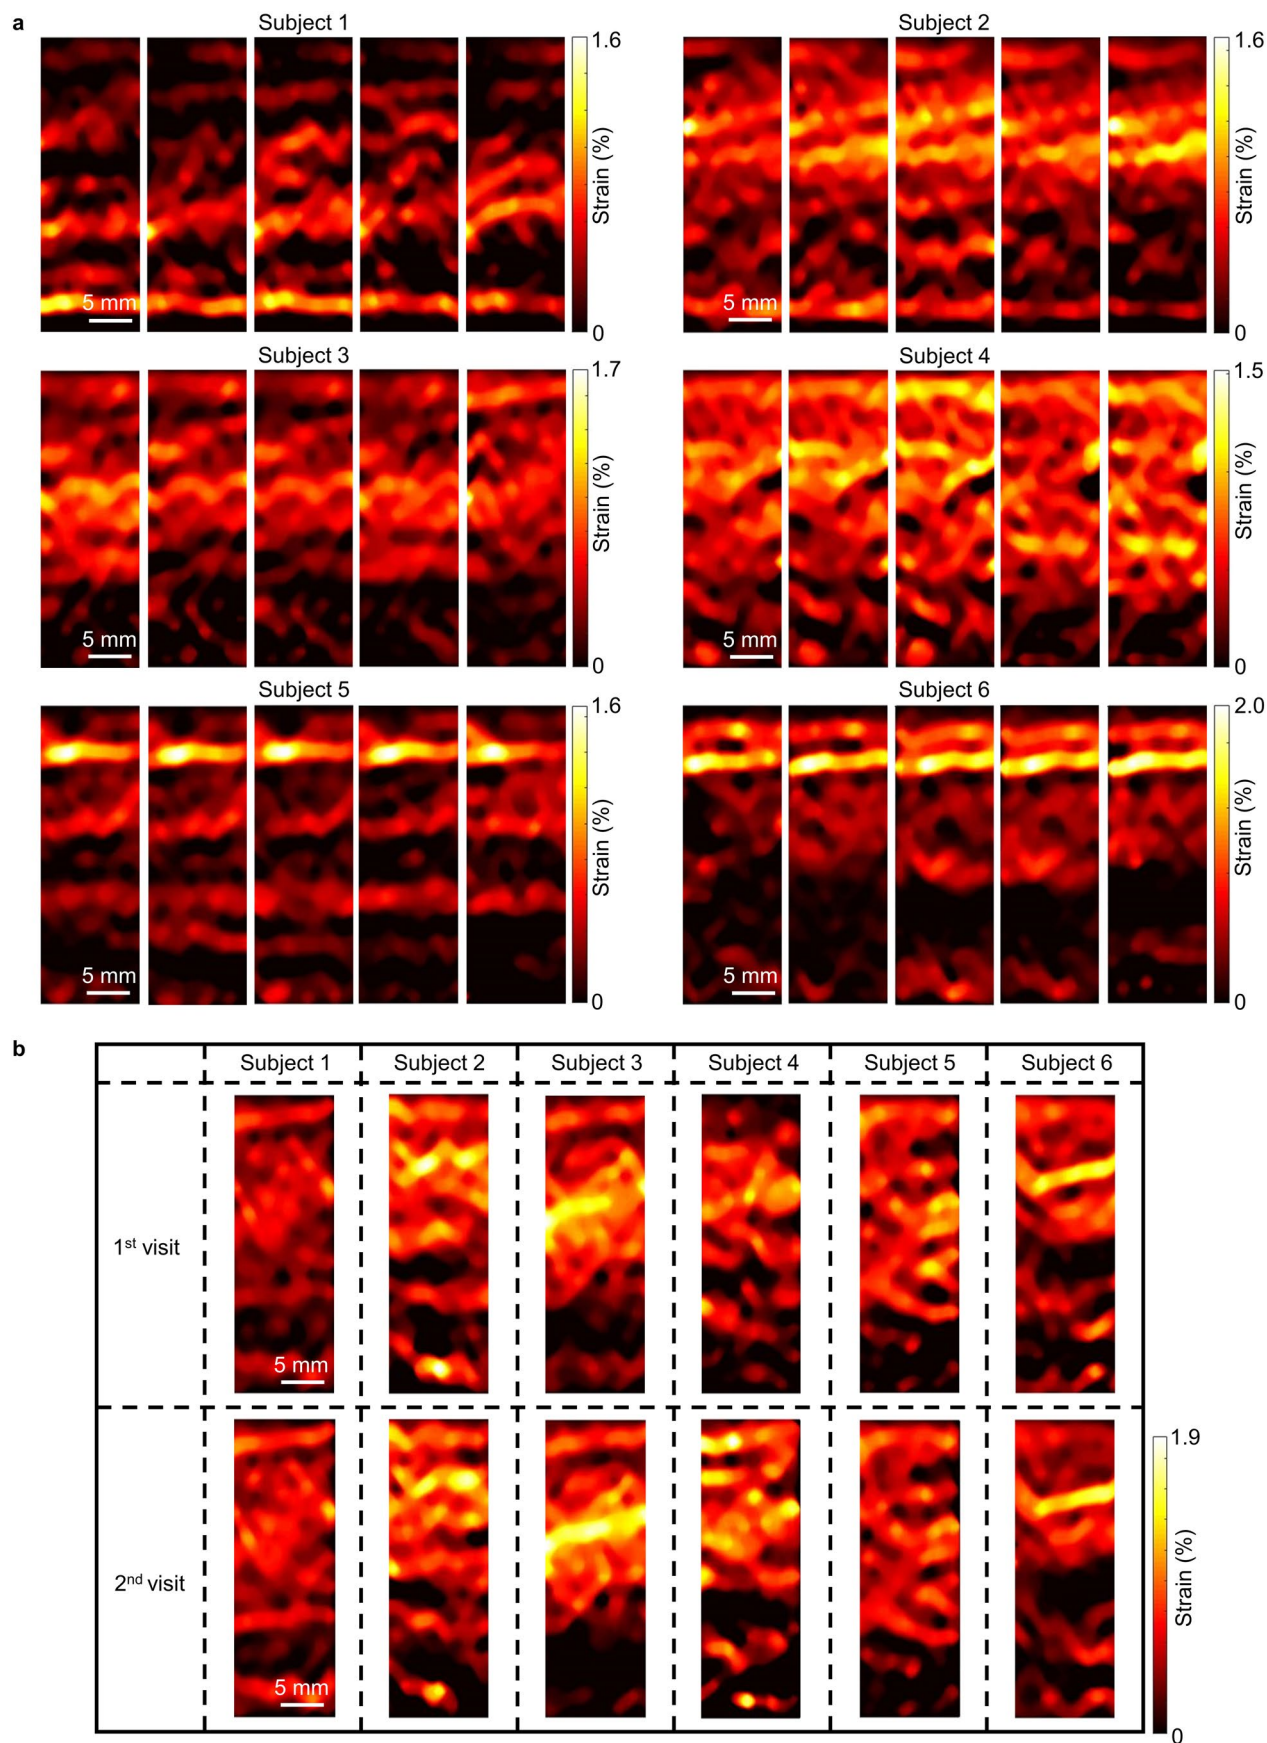 a
Subject 1
Subject 2
1.6
Strain (%)
0
5 mm
1.6
Strain (%)
0
5 mm
Subject 3
Subject 4
1.7
Strain (%)
0
5 mm
1.5
Strain (%)
0
5 mm
Subject 5
Subject 6
1.6
Strain (%)
0
5 mm
2.0
Strain (%)
0
5 mm
b
Subject 1 Subject 2 Subject 3 Subject 4 Subject 5 Subject 6
1st visit
5 mm
2nd visit
5 mm
1.9
Strain (%)
0